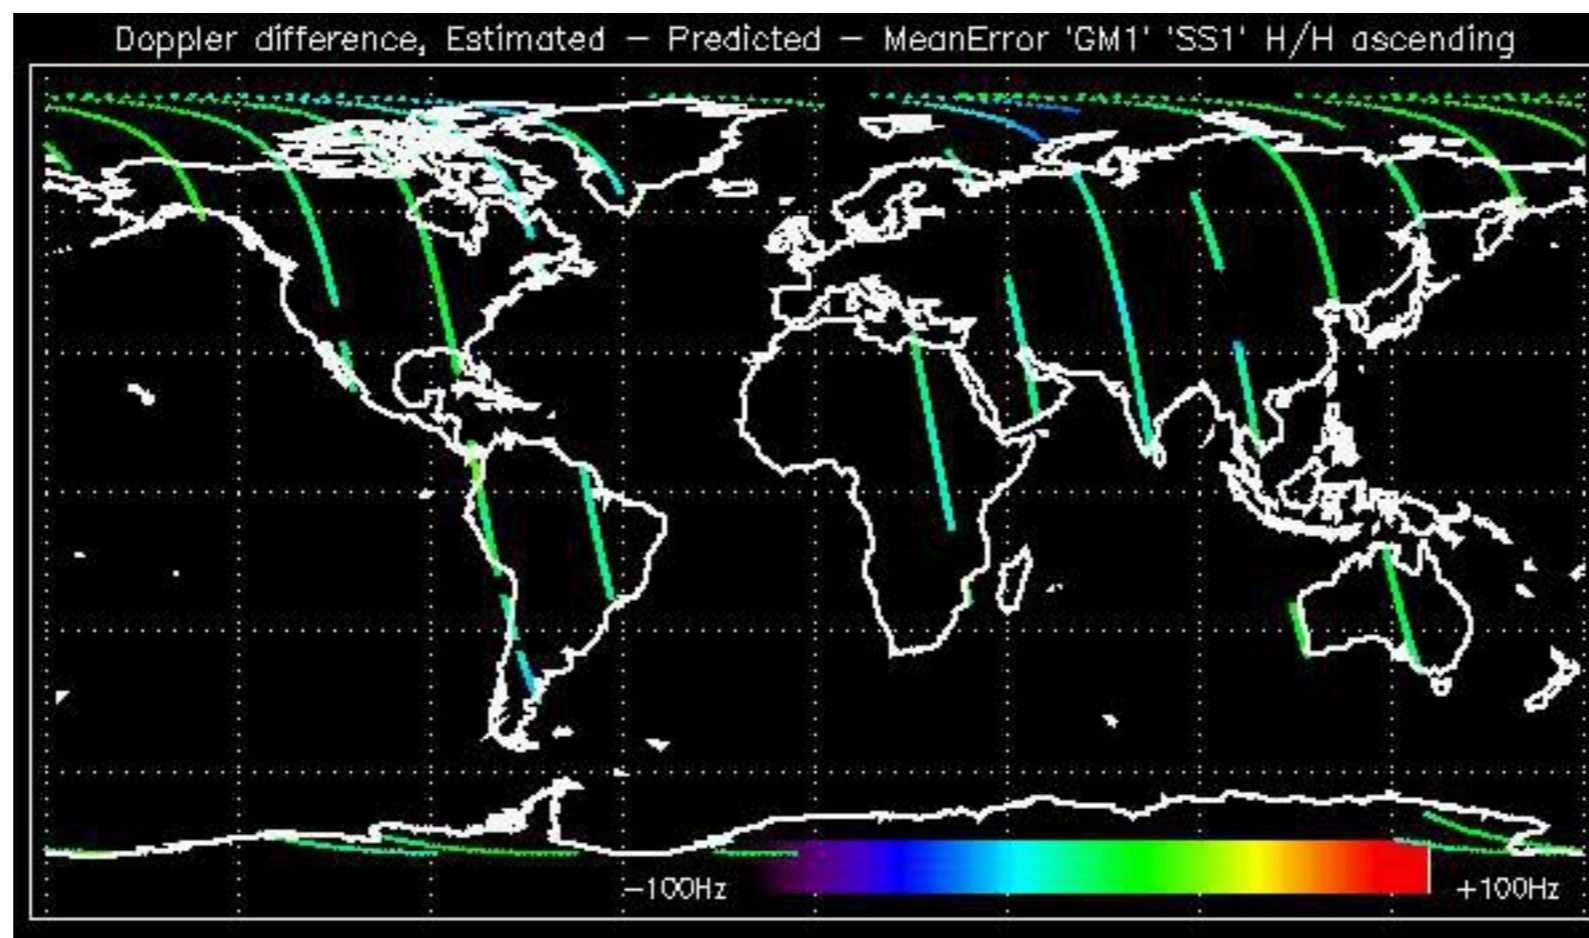 Doppler difference, Estimated – Predicted – MeanError 'GM1' 'SS1' H/H ascending
–100Hz
+100Hz